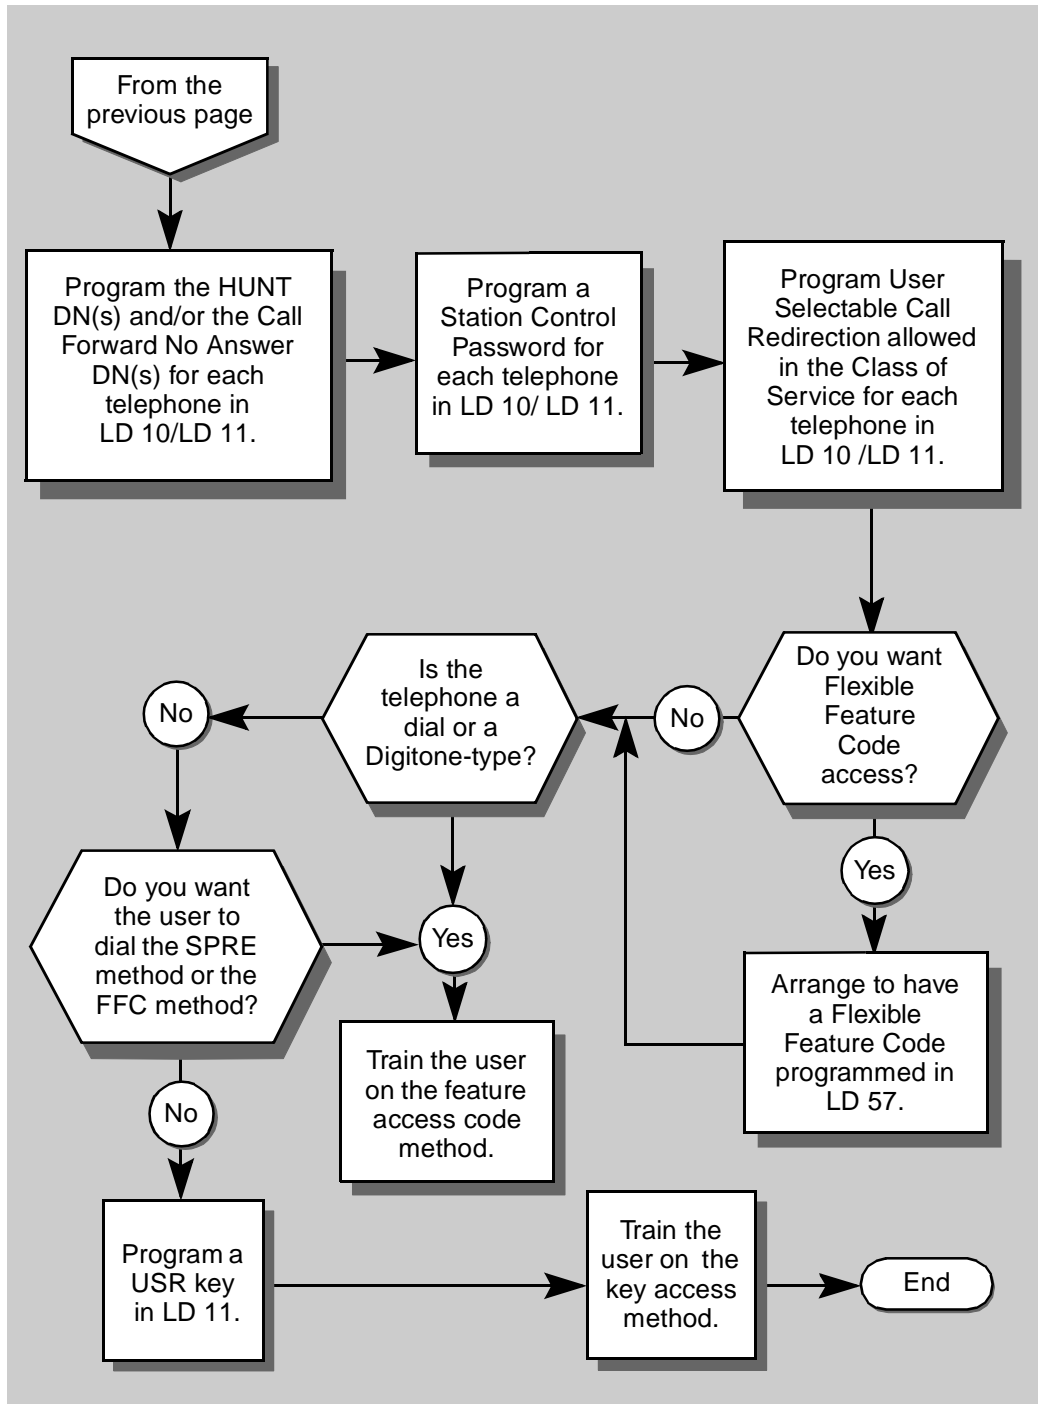 From the
previous page
Program the HUNT
DN(s) and/or the Call
Forward No Answer
DN(s) for each
telephone in
LD 10/LD 11.
Program a
Station Control
Password for
each telephone
in LD 10/ LD 11.
Program User
Selectable Call
Redirection allowed
in the Class of
Service for each
telephone in
LD 10 /LD 11.
Do you want
Flexible
Feature
Code
access?
No
Is the
telephone a
dial or a
Digitone-type?
No
Yes
Arrange to have
a Flexible
Feature Code
programmed in
LD 57.
Do you want
the user to
dial the SPRE
method or the
FFC method?
Yes
Train the user
on the feature
access code
method.
No
Program a
USR key
in LD 11.
Train the
user on the
key access
method.
End